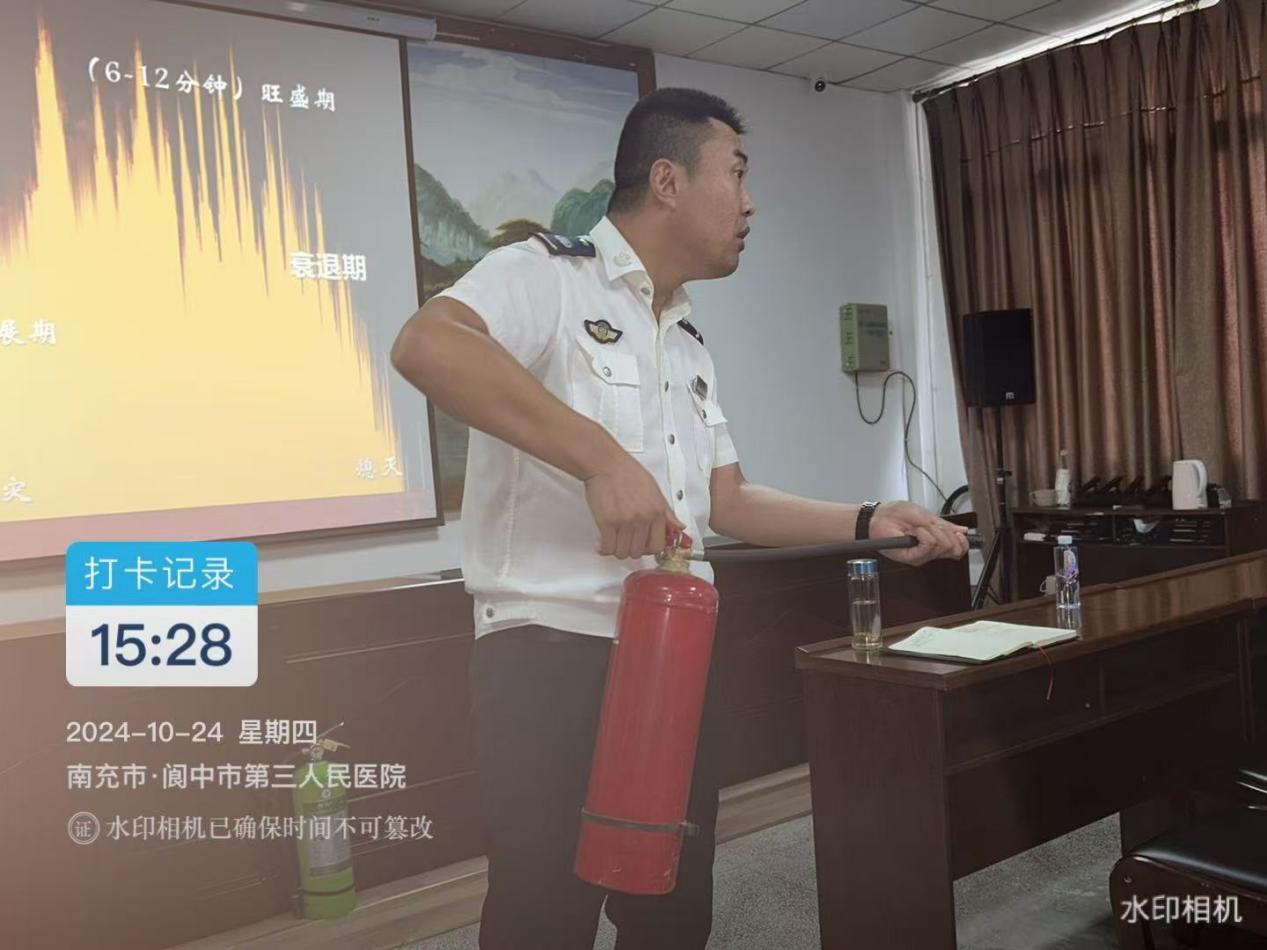 （6-12分钟）旺盛期
衰退期
展期
熄灭
灾
打卡记录
15:28
2024-10-24 星期四
南充市·阆中市第三人民医院
证 水印相机已确保时间不可篡改
水印相机